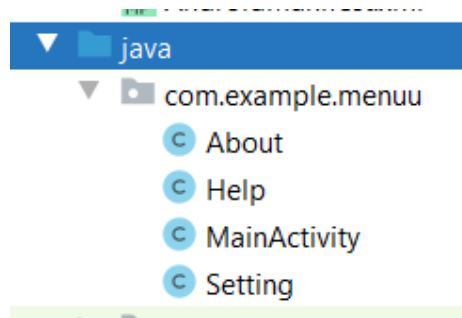 java
com.example.menuu
C About
C Help
C MainActivity
C Setting